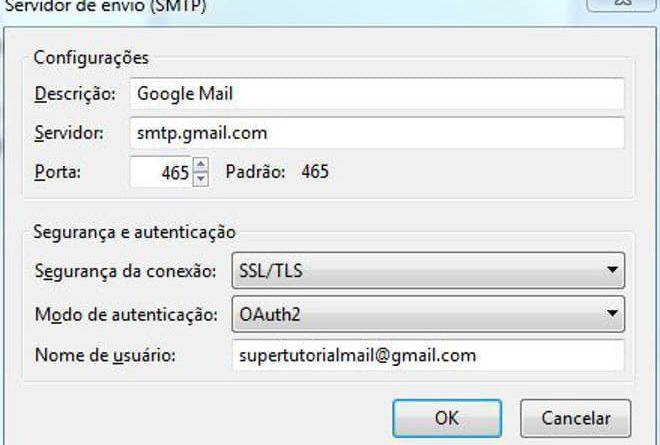 Servidor de envio (SMTP)
Configurações
Descrição: Google Mail
Servidor: smtp.gmail.com
Porta: 465 Padrão: 465
Segurança e autenticação
Segurança da conexão: SSL/TLS
Modo de autenticação: OAuth2
Nome de usuário: supertutorialmail@gmail.com
OK Cancelar